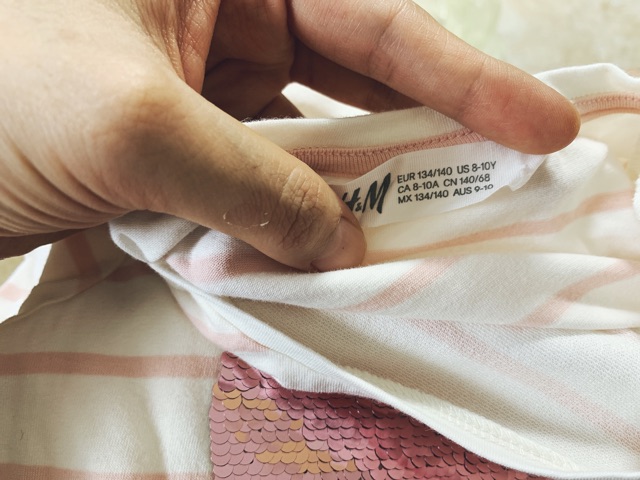 H&M
EUR 134/140 US 8-10Y
CA 8-10A CN 140/68
MX 134/140 AUS 9-10